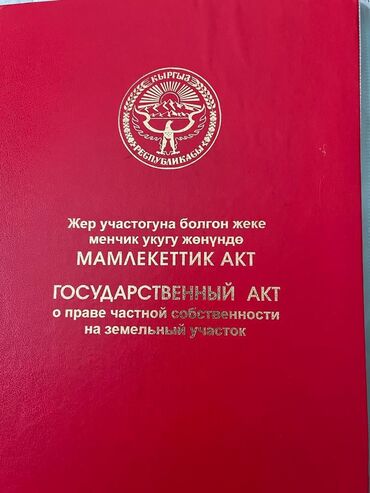 КЫРГЫЗ
РЕСПУБЛИКАСЫ
Жер участогуна болгон жеке
менчик укугу жөнүндө
МАМЛЕКЕТТИК АКТ
ГОСУДАРСТВЕННЫЙ АКТ
о праве частной собственности
на земельный участок